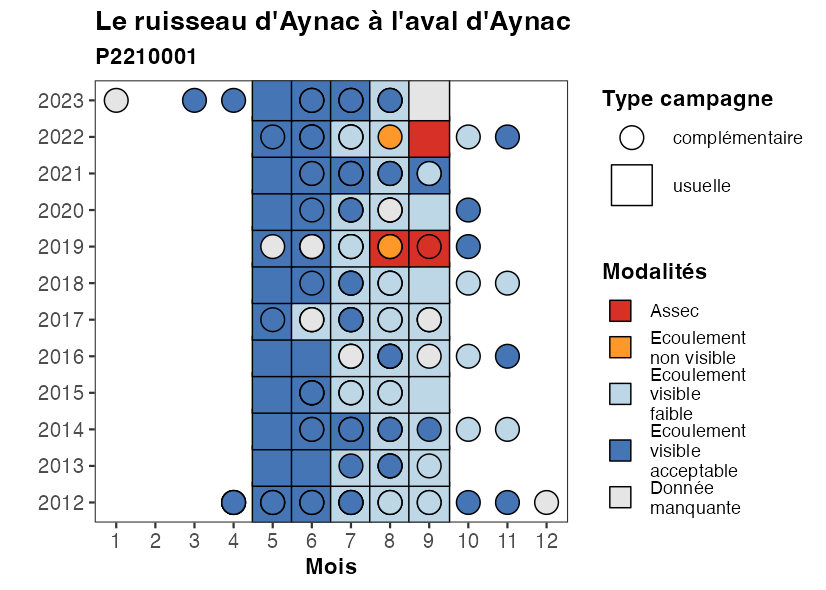 Le ruisseau d'Aynac à l'aval d'Aynac
P2210001
2023
2022
2021
2020
2019
2018
2017
2016
2015
2014
2013
2012
1 2 3 4 5 6 7 8 9 10 11 12
Mois
Type campagne
complémentaire
usuelle
Modalités
Assec
Ecoulement
non visible
Ecoulement
visible
faible
Ecoulement
visible
acceptable
Donnée
manquante